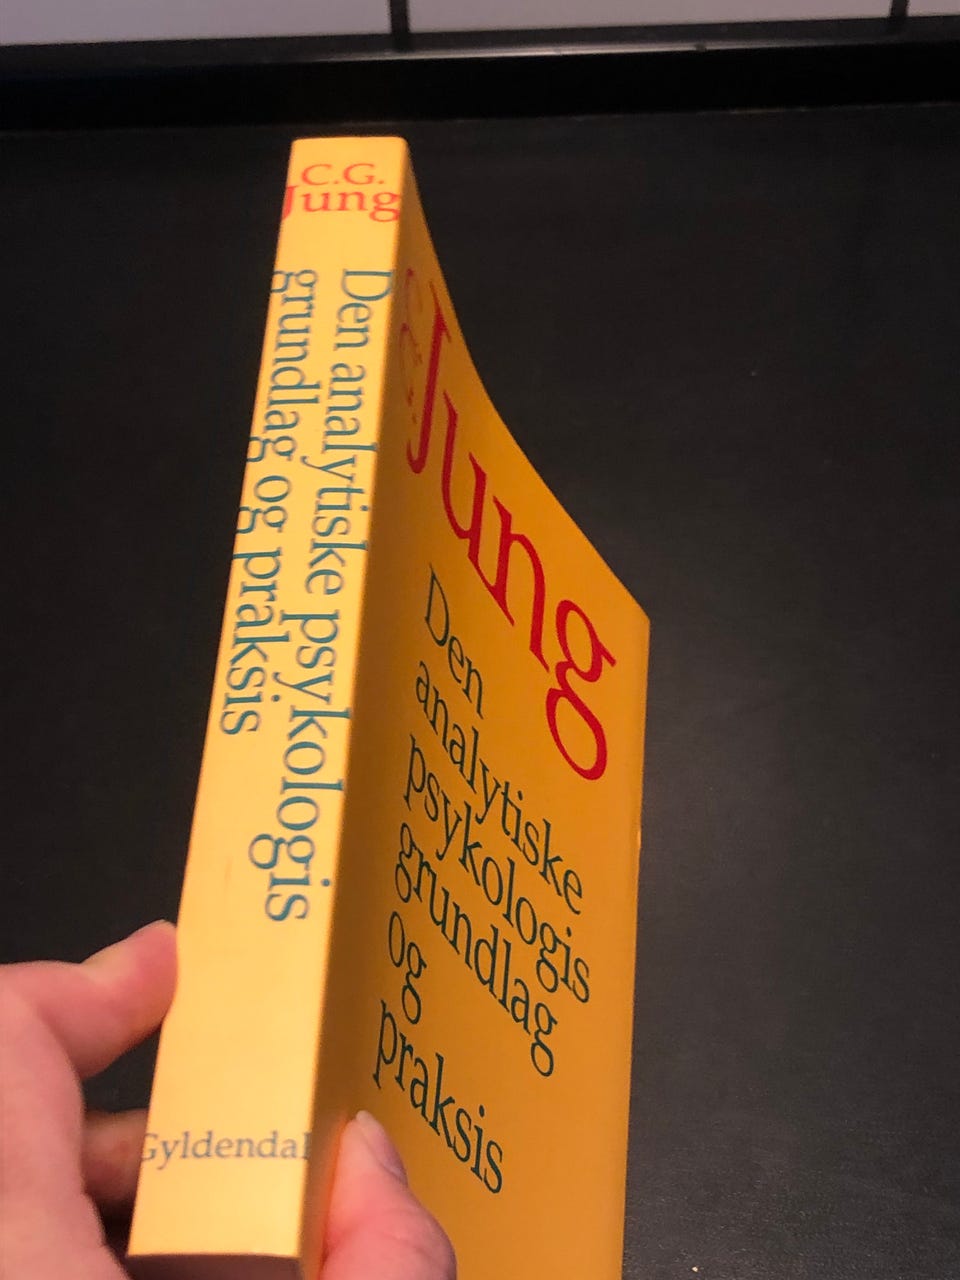 C.G.
Jung
Den analytiske psykologis
grundlag og praksis
Gyldendal
C.G.
Jung
Den
analytiske
psykologis
grundlag
og
praksis